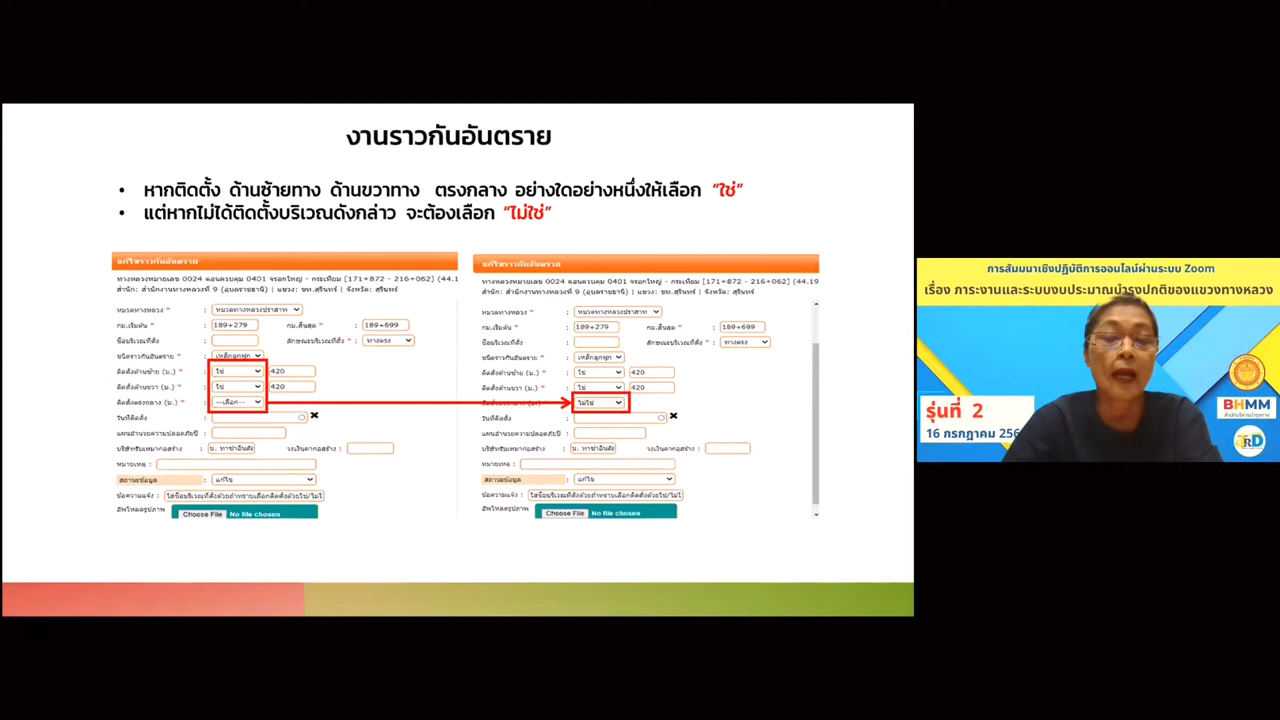 งานราวกันอันตราย
• หากติดตั้ง ด้านซ้ายทาง ด้านขวาทาง ตรงกลาง อย่างใดอย่างหนึ่งให้เลือก "ใช่"
• แต่หากไม่ได้ติดตั้งบริเวณดังกล่าว จะต้องเลือก "ไม่ใช่"
แก้ไขราวกันอันตราย
ทางหลวงหมายเลข 0024 ตอนควบคุม 0401 จรอกใหญ่ - กระเทียม [171+872 - 216+062] (44.1
สำนัก: สำนักงานทางหลวงที่ 9 (อุบลราชธานี) | แขวง: ขท.สุรินทร์ | จังหวัด: สุรินทร์
หมวดทางหลวง * : หมวดทางหลวงปราสาท
กม.เริ่มต้น * : 189+279 กม.สิ้นสุด * : 189+699
ชื่อบริเวณที่ตั้ง : ลักษณะบริเวณที่ตั้ง * : ทางตรง
ชนิดราวกันอันตราย * : เหล็กลูกฟูก
ติดตั้งด้านซ้าย (ม.) * : ใช่ 420
ติดตั้งด้านขวา (ม.) * : ใช่ 420
ติดตั้งตรงกลาง (ม.) * : --เลือก--
วันที่ติดตั้ง :
แผนอำนวยความปลอดภัยปี :
บริษัทรับเหมาก่อสร้าง : วงเงินค่าก่อสร้าง :
หมายเหตุ :
สถานะข้อมูล : แก้ไข
ข้อความแจ้ง : ใส่ชื่อบริเวณที่ตั้งด้วยถ้าทราบเลือกติดตั้งด้วยใช่/ไม่ใ
อัพโหลดรูปภาพ Choose File No file chosen
แก้ไขราวกันอันตราย
ทางหลวงหมายเลข 0024 ตอนควบคุม 0401 จรอกใหญ่ - กระเทียม [171+872 - 216+062] (44.19
สำนัก: สำนักงานทางหลวงที่ 9 (อุบลราชธานี) | แขวง: ขท.สุรินทร์ | จังหวัด: สุรินทร์
หมวดทางหลวง * : หมวดทางหลวงปราสาท
กม.เริ่มต้น * : 189+279 กม.สิ้นสุด * : 189+699
ชื่อบริเวณที่ตั้ง : ลักษณะบริเวณที่ตั้ง * : ทางตรง
ชนิดราวกันอันตราย * : เหล็กลูกฟูก
ติดตั้งด้านซ้าย (ม.) * : ใช่ 420
ติดตั้งด้านขวา (ม.) * : ใช่ 420
ติดตั้งตรงกลาง (ม.) * : ไม่ใช่
วันที่ติดตั้ง :
แผนอำนวยความปลอดภัยปี :
บริษัทรับเหมาก่อสร้าง : วงเงินค่าก่อสร้าง :
หมายเหตุ :
สถานะข้อมูล : แก้ไข
ข้อความแจ้ง : ใส่ชื่อบริเวณที่ตั้งด้วยถ้าทราบเลือกติดตั้งด้วยใช่/ไม่ใ
อัพโหลดรูปภาพ Choose File No file chosen
การสัมมนาเชิงปฏิบัติการออนไลน์ผ่านระบบ Zoom
เรื่อง ภาระงานและระบบงบประมาณบำรุงปกติของแขวงทางหลวง
รุ่นที่ 2
16 กรกฎาคม 256
BHMM
สำนักบริหารบำรุงทาง